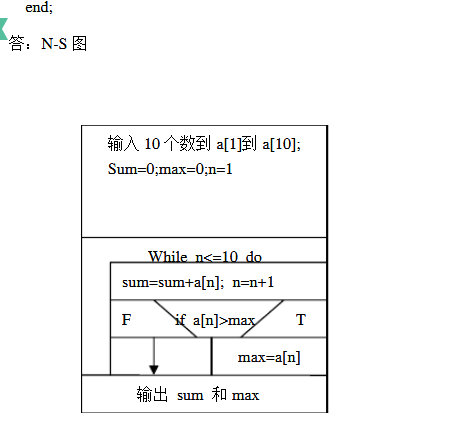 end;
答：N-S 图
输入 10 个数到 a[1]到 a[10];
Sum=0;max=0;n=1
While n<=10 do
sum=sum+a[n]; n=n+1
F if a[n]>max T
max=a[n]
输出 sum 和 max